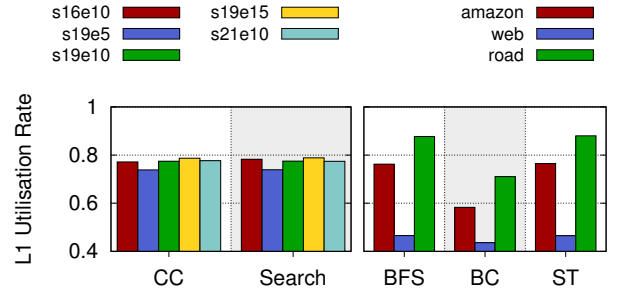 s16e10
s19e5
s19e10
s19e15
s21e10
amazon
web
road
L1 Utilisation Rate
1
0.8
0.6
0.4
CC
Search
BFS
BC
ST